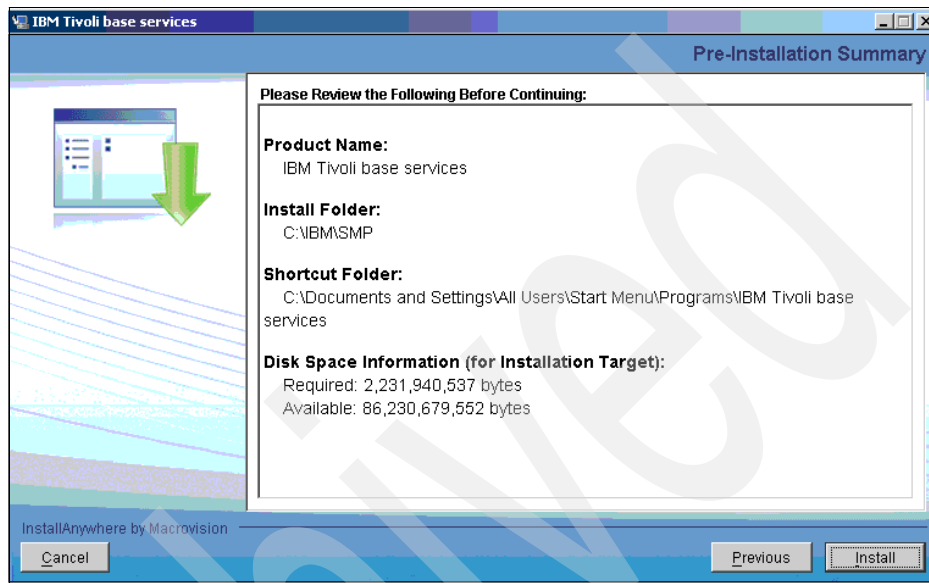 IBM Tivoli base services
Pre-Installation Summary
Please Review the Following Before Continuing:
Product Name:
IBM Tivoli base services
Install Folder:
C:\IBM\SMP
Shortcut Folder:
C:\Documents and Settings\All Users\Start Menu\Programs\IBM Tivoli base
services
Disk Space Information (for Installation Target):
Required: 2,231,940,537 bytes
Available: 86,230,679,552 bytes
InstallAnywhere by Macrovision
Cancel
Previous
Install